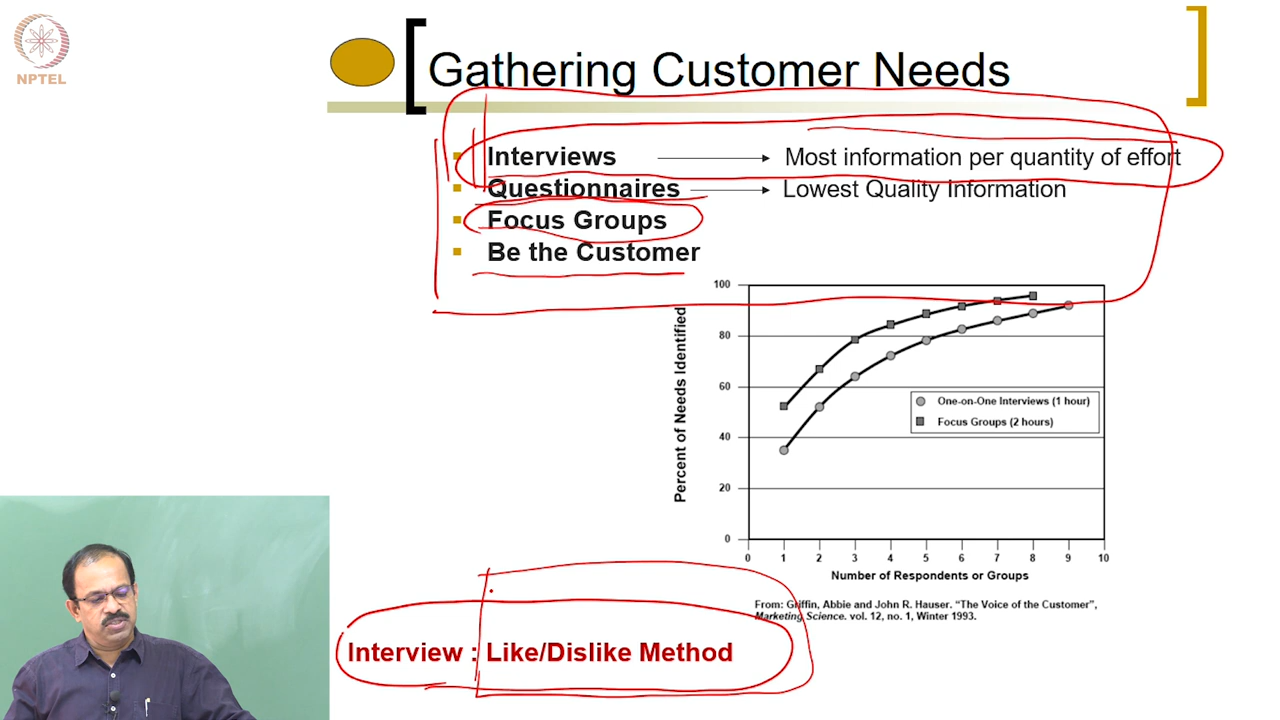 NPTEL
Gathering Customer Needs
Interviews Most information per quantity of effort
Questionnaires Lowest Quality Information
Focus Groups
Be the Customer
100
80
60
40
20
0
Percent of Needs Identified
One-on-One Interviews (1 hour)
Focus Groups (2 hours)
0 1 2 3 4 5 6 7 8 9 10
Number of Respondents or Groups
From: Griffin, Abbie and John R. Hauser. “The Voice of the Customer”,
Marketing Science. vol. 12, no. 1, Winter 1993.
Interview : Like/Dislike Method